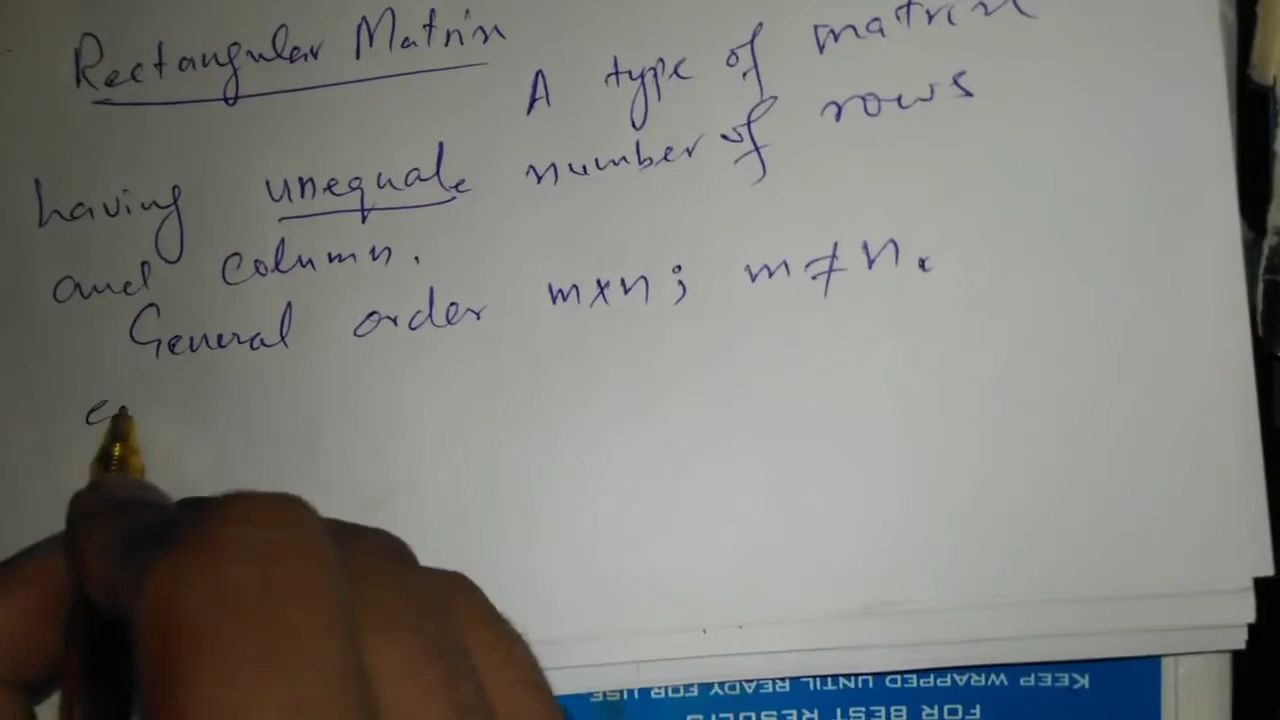 Rectangular Matrix
A type of matrix
having unequal number of rows
and column.
General order m×n; m≠n.
e
KEEP WRAPPED UNTIL READY FOR USE
FOR BEST RESULTS